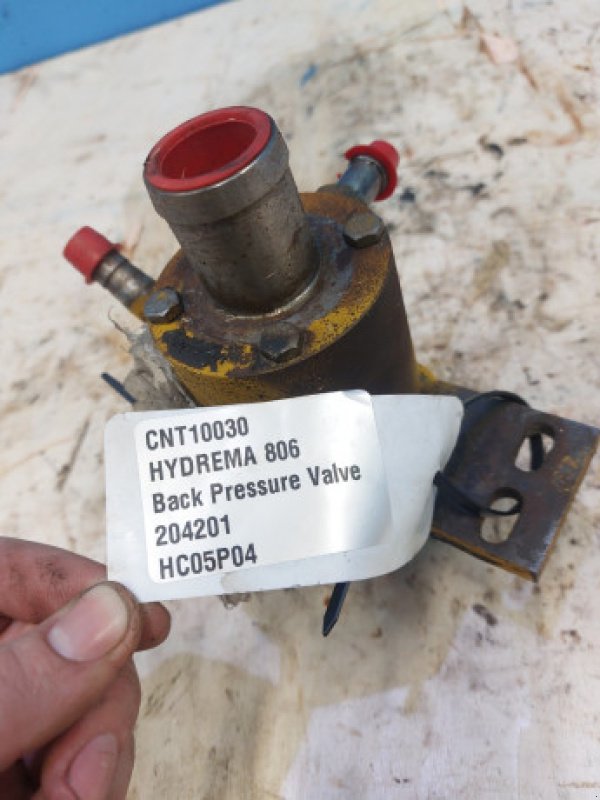 CNT10030
HYDREMA 806
Back Pressure Valve
204201
HC05P04